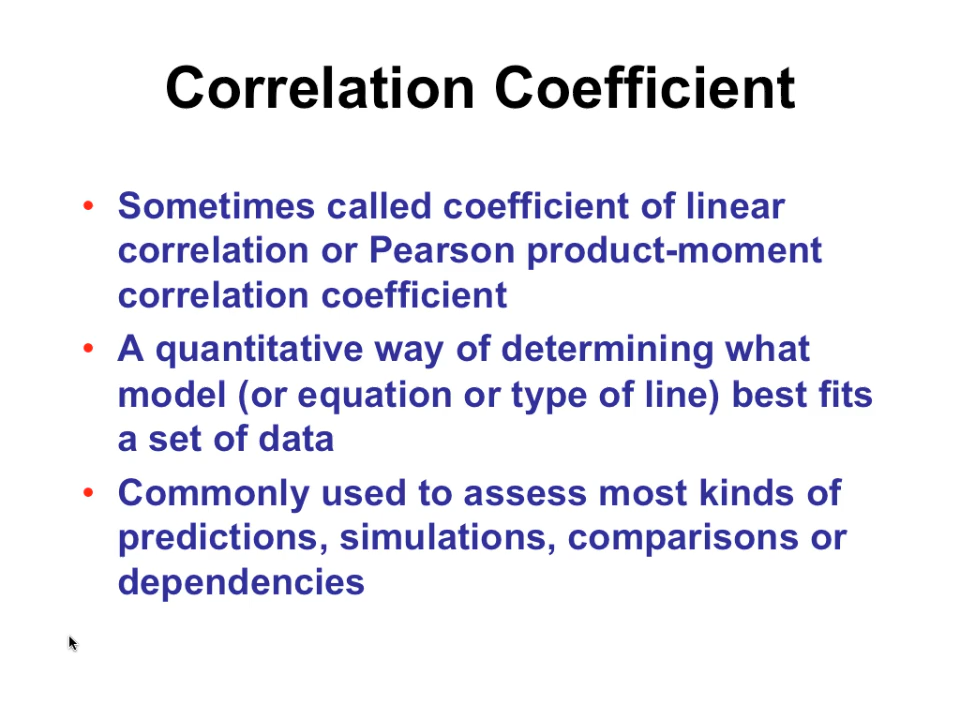 Correlation Coefficient
• Sometimes called coefficient of linear
correlation or Pearson product-moment
correlation coefficient
• A quantitative way of determining what
model (or equation or type of line) best fits
a set of data
• Commonly used to assess most kinds of
predictions, simulations, comparisons or
dependencies